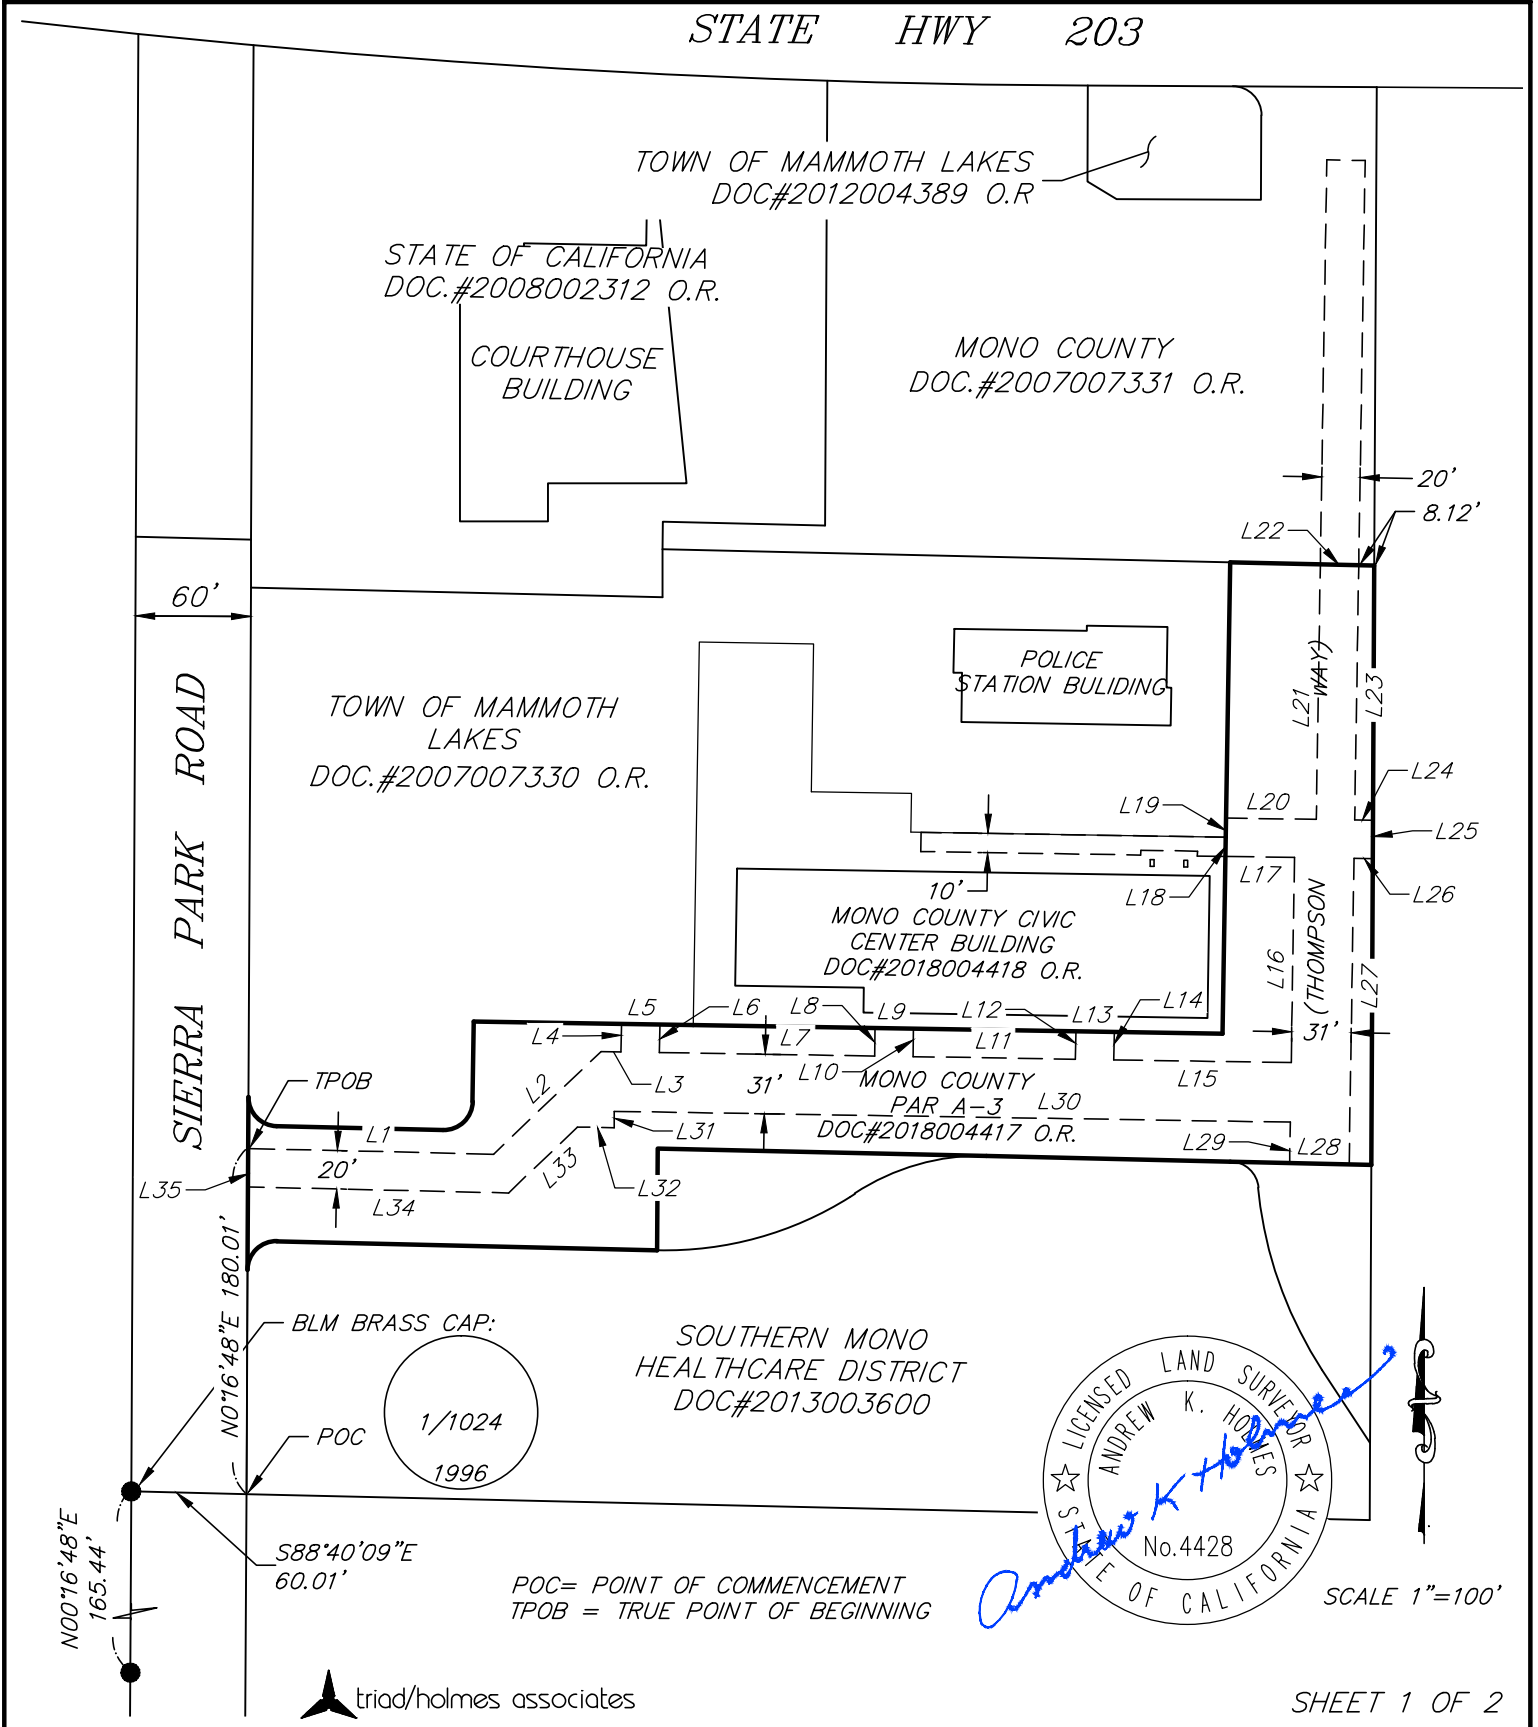 STATE HWY 203
TOWN OF MAMMOTH LAKES
DOC#2012004389 O.R
STATE OF CALIFORNIA
DOC.#2008002312 O.R.
COURTHOUSE
BUILDING
MONO COUNTY
DOC.#2007007331 O.R.
20'
8.12'
L22
60'
SIERRA PARK ROAD
POLICE
STATION BULIDING
TOWN OF MAMMOTH
LAKES
DOC.#2007007330 O.R.
L21
WAY)
L23
L24
L19
L20
L25
10'
L17
L18
L26
MONO COUNTY CIVIC
CENTER BUILDING
DOC#2018004418 O.R.
L16
(THOMPSON
L27
L5
L6
L8
L9
L12
L13
L14
L4
L7
L11
31'
L2
L3
31'
L10
L15
TPOB
MONO COUNTY
PAR A-3
L30
DOC#2018004417 O.R.
L1
L31
L29
L28
20'
L33
L32
L35
L34
N0°16'48"E 180.01'
BLM BRASS CAP:
1/1024
1996
POC
SOUTHERN MONO
HEALTHCARE DISTRICT
DOC#2013003600
LICENSED LAND SURVEYOR
ANDREW K. HOLMES
No.4428
STATE OF CALIFORNIA
Andrew K Holmes
N00°16'48"E
165.44'
S88°40'09"E
60.01'
POC= POINT OF COMMENCEMENT
TPOB = TRUE POINT OF BEGINNING
SCALE 1"=100'
triad/holmes associates
SHEET 1 OF 2